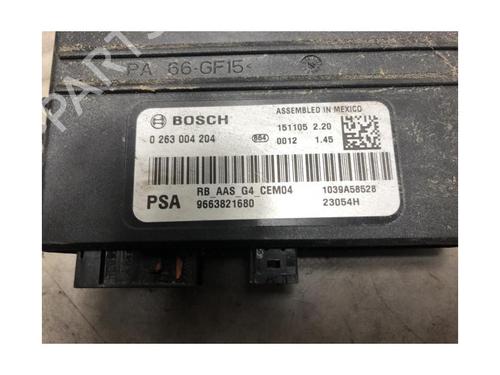 PA 66-GF15<
BOSCH
ASSEMBLED IN MEXICO
0 263 004 204
864
151105 2.20
0012 1.45
PSA
RB_AAS_G4_CEM04
1039A58528
9663821680
23054H